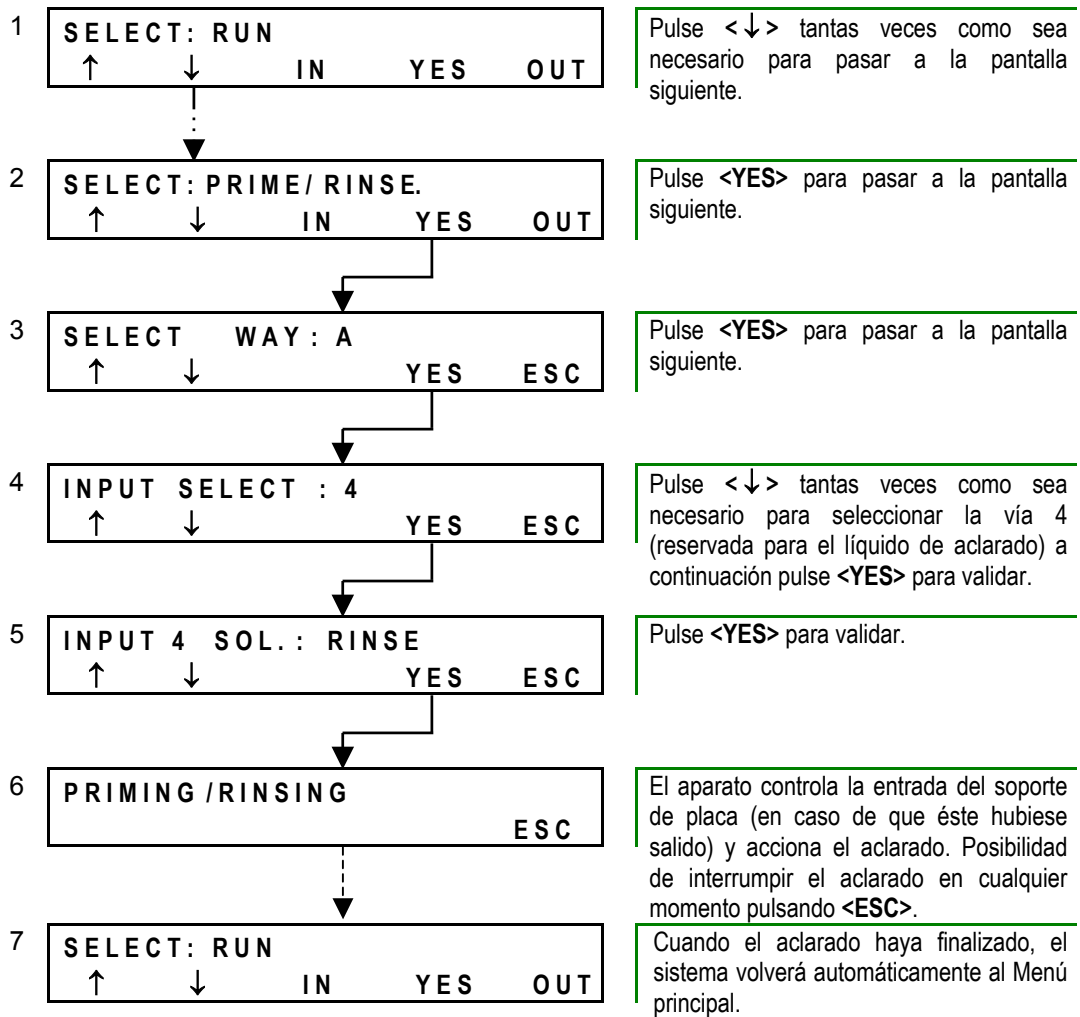 1
SELECT: RUN
↑ ↓ IN YES OUT
Pulse <↓> tantas veces como sea
necesario para pasar a la pantalla
siguiente.
2
SELECT: PRIME/ RINSE.
↑ ↓ IN YES OUT
Pulse <YES> para pasar a la pantalla
siguiente.
3
SELECT WAY: A
↑ ↓ YES ESC
Pulse <YES> para pasar a la pantalla
siguiente.
4
INPUT SELECT : 4
↑ ↓ YES ESC
Pulse <↓> tantas veces como sea
necesario para seleccionar la vía 4
(reservada para el líquido de aclarado) a
continuación pulse <YES> para validar.
5
INPUT 4 SOL.: RINSE
↑ ↓ YES ESC
Pulse <YES> para validar.
6
PRIMING /RINSING
ESC
El aparato controla la entrada del soporte
de placa (en caso de que éste hubiese
salido) y acciona el aclarado. Posibilidad
de interrumpir el aclarado en cualquier
momento pulsando <ESC>.
7
SELECT: RUN
↑ ↓ IN YES OUT
Cuando el aclarado haya finalizado, el
sistema volverá automáticamente al Menú
principal.